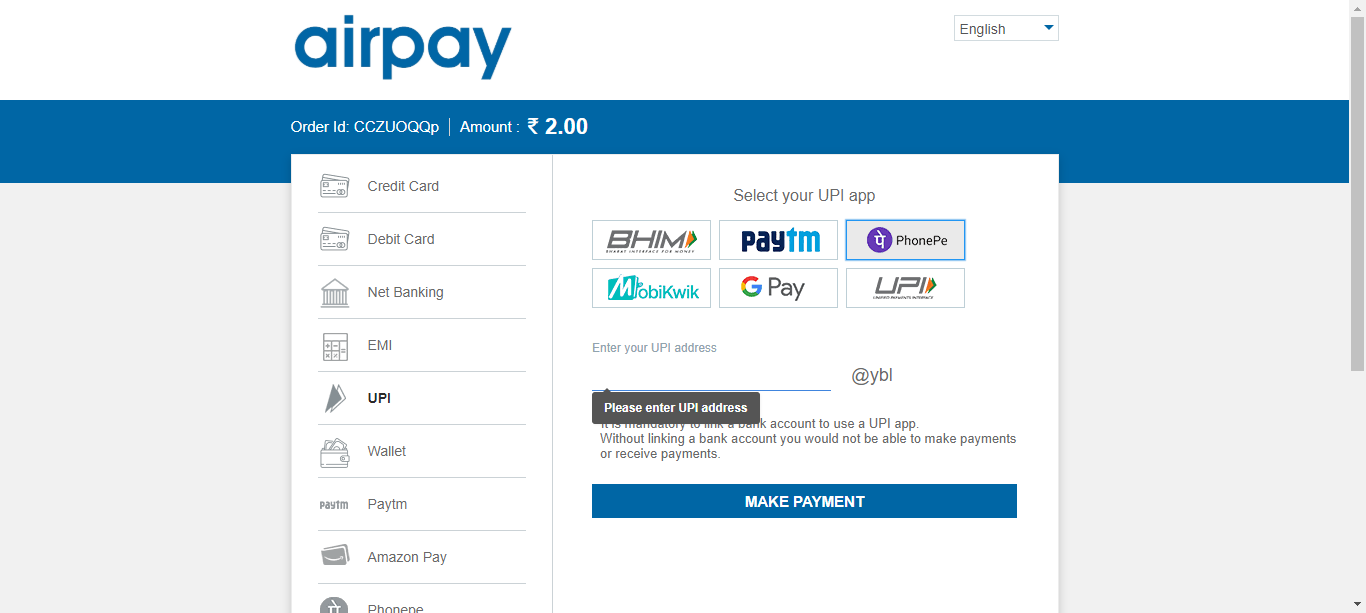 airpay
English
Order Id: CCZUOQQp | Amount : ₹ 2.00
Credit Card
Debit Card
Net Banking
EMI
UPI
Wallet
Paytm
Paytm
Amazon Pay
Phonepe
Select your UPI app
BHIM
BHARAT INTERFACE FOR MONEY
Paytm
PhonePe
MobiKwik
G Pay
UPI
UNIFIED PAYMENTS INTERFACE
Enter your UPI address
@ybl
Please enter UPI address
It is mandatory to link a bank account to use a UPI app.
Without linking a bank account you would not be able to make payments
or receive payments.
MAKE PAYMENT